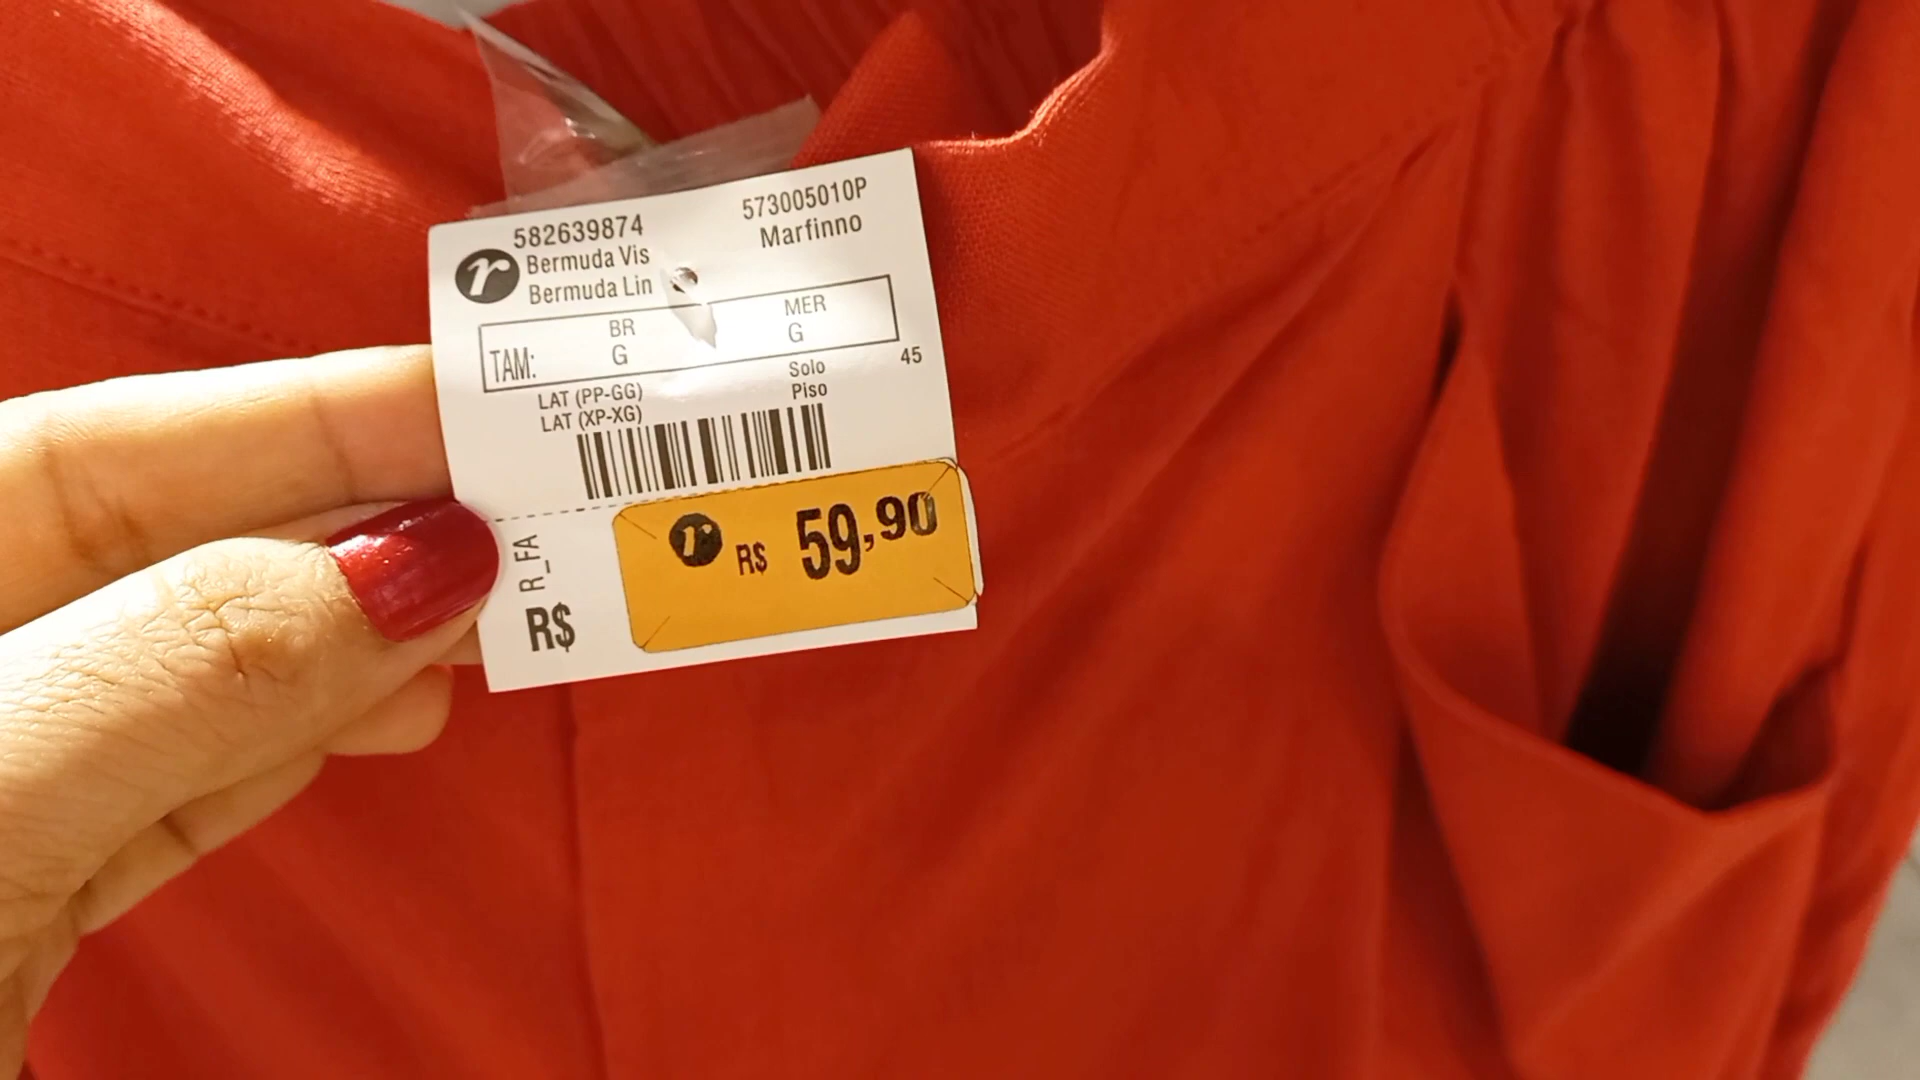 582639874 573005010P
r Bermuda Vis Marfinno
Bermuda Lin
BR MER
TAM: G G
LAT (PP-GG) Solo 45
LAT (XP-XG) Piso
R_FA
R$
r R$ 59,90